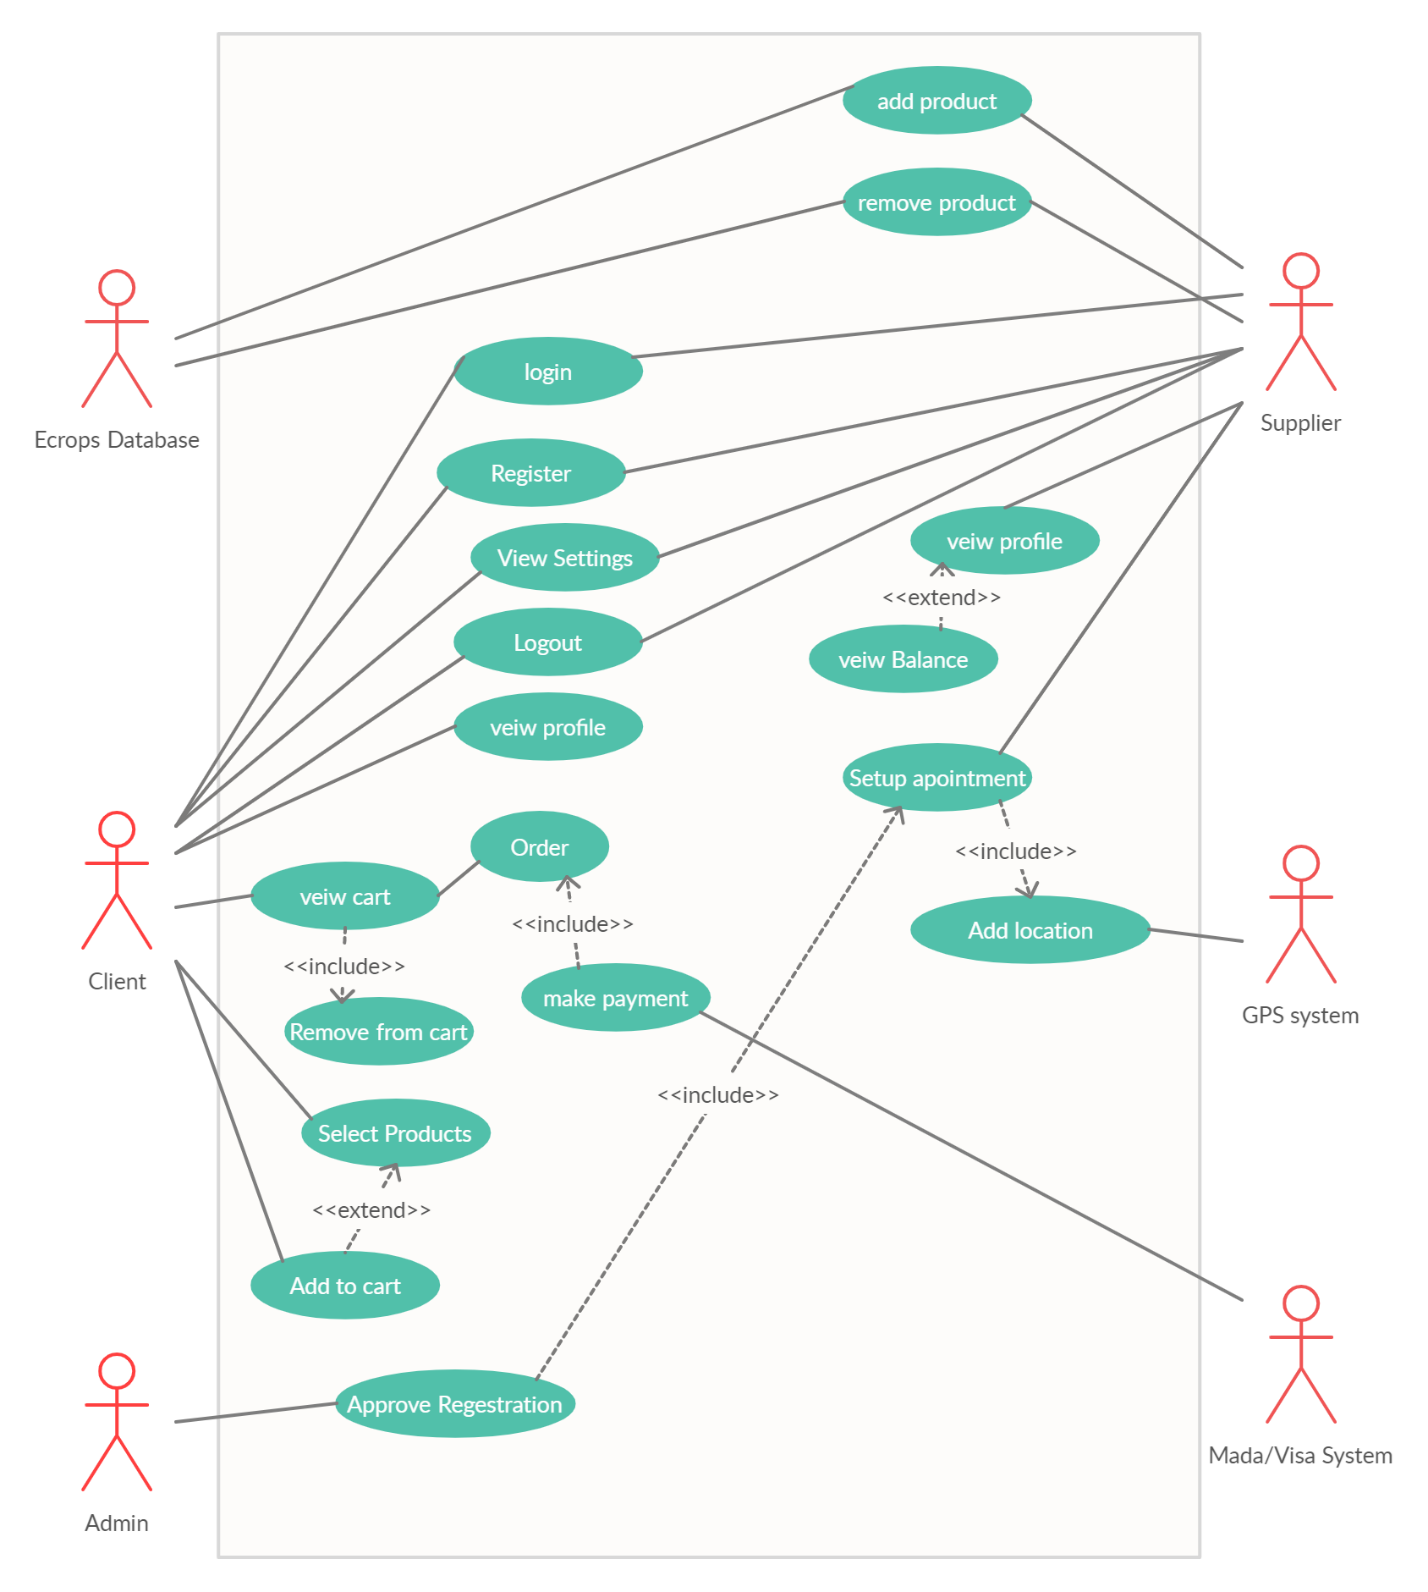 add product
remove product
Ecrops Database
login
Supplier
Register
veiw profile
View Settings
<<extend>>
Logout
veiw Balance
veiw profile
Setup apointment
Order
<<include>>
veiw cart
<<include>>
Add location
Client
<<include>>
make payment
GPS system
Remove from cart
<<include>>
Select Products
<<extend>>
Add to cart
Approve Regestration
Mada/Visa System
Admin